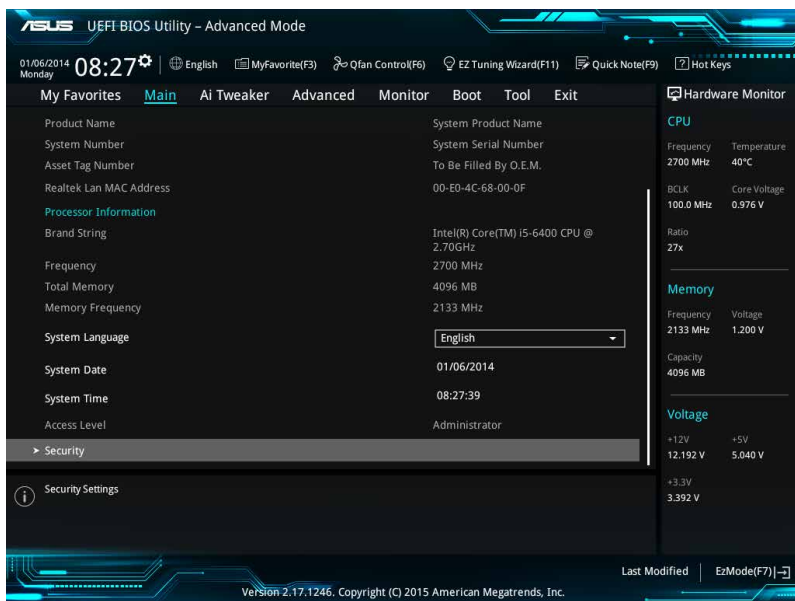 ASUS UEFI BIOS Utility – Advanced Mode
01/06/2014
Monday
08:27
English
MyFavorite(F3)
Qfan Control(F6)
EZ Tuning Wizard(F11)
Quick Note(F9)
? Hot Keys
My Favorites Main Ai Tweaker Advanced Monitor Boot Tool Exit
Hardware Monitor
Product Name System Product Name
System Number System Serial Number
Asset Tag Number To Be Filled By O.E.M.
Realtek Lan MAC Address 00-E0-4C-68-00-0F
Processor Information
Brand String Intel(R) Core(TM) i5-6400 CPU @
2.70GHz
Frequency 2700 MHz
Total Memory 4096 MB
Memory Frequency 2133 MHz
System Language English
System Date 01/06/2014
System Time 08:27:39
Access Level Administrator
Security
Security Settings
CPU
Frequency Temperature
2700 MHz 40°C
BCLK Core Voltage
100.0 MHz 0.976 V
Ratio
27x
Memory
Frequency Voltage
2133 MHz 1.200 V
Capacity
4096 MB
Voltage
+12V +5V
12.192 V 5.040 V
+3.3V
3.392 V
Last Modified
EzMode(F7)
Version 2.17.1246. Copyright (C) 2015 American Megatrends, Inc.